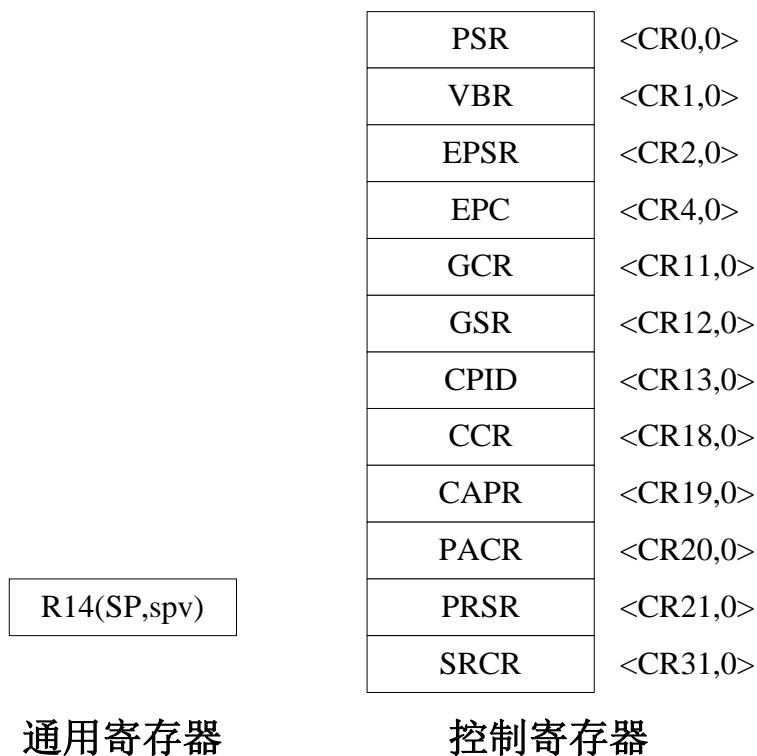 PSR <CR0,0>
VBR <CR1,0>
EPSR <CR2,0>
EPC <CR4,0>
GCR <CR11,0>
GSR <CR12,0>
CPID <CR13,0>
CCR <CR18,0>
CAPR <CR19,0>
PACR <CR20,0>
R14(SP,spv) PRSR <CR21,0>
SRCR <CR31,0>
通用寄存器 控制寄存器